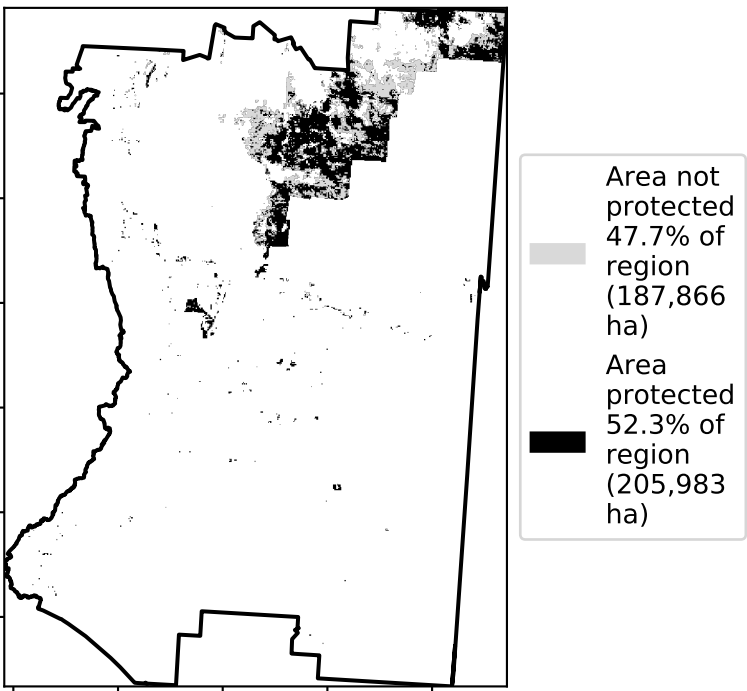 Area not
protected
47.7% of
region
(187,866
ha)
Area
protected
52.3% of
region
(205,983
ha)